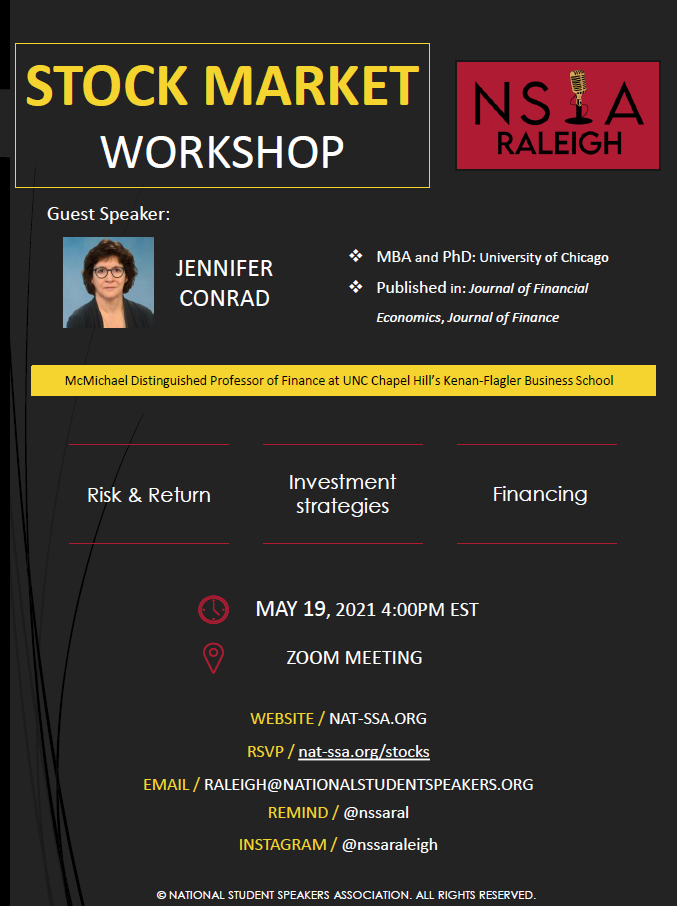 STOCK MARKET
WORKSHOP
NSSA
RALEIGH
Guest Speaker:
JENNIFER
CONRAD
❖ MBA and PhD: University of Chicago
❖ Published in: Journal of Financial
Economics, Journal of Finance
McMichael Distinguished Professor of Finance at UNC Chapel Hill's Kenan-Flagler Business School
Risk & Return
Investment
strategies
Financing
MAY 19, 2021 4:00PM EST
ZOOM MEETING
WEBSITE / NAT-SSA.ORG
RSVP / nat-ssa.org/stocks
EMAIL / RALEIGH@NATIONALSTUDENTSPEAKERS.ORG
REMIND / @nssaral
INSTAGRAM / @nssaraleigh
© NATIONAL STUDENT SPEAKERS ASSOCIATION. ALL RIGHTS RESERVED.